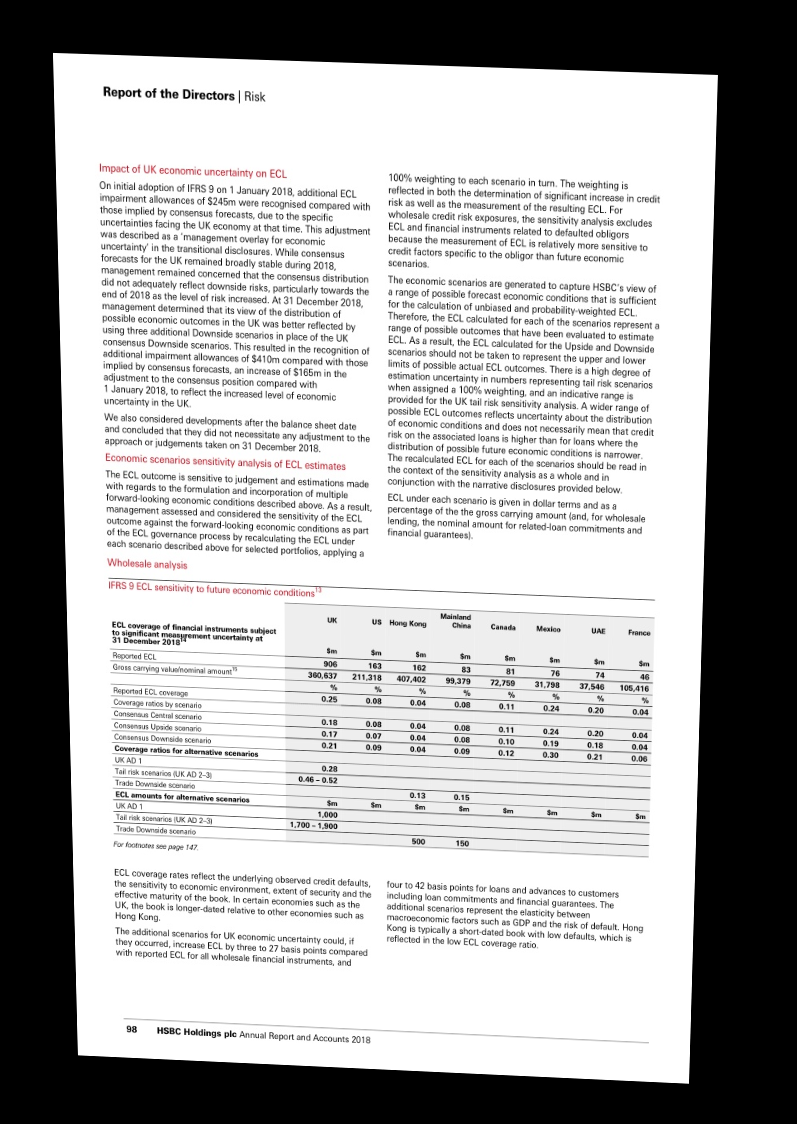 Report of the Directors | Risk
Impact of UK economic uncertainty on ECL
On initial adoption of IFRS 9 on 1 January 2018, additional ECL
impairment allowances of $245m were recognised compared with
those implied by consensus forecasts, due to the specific
uncertainties facing the UK economy at that time. This adjustment
was described as a 'management overlay for economic
uncertainty' in the transitional disclosures. While consensus
forecasts for the UK remained broadly stable during 2018,
management remained concerned that the consensus distribution
did not adequately reflect downside risks, particularly towards the
end of 2018 as the level of risk increased. At 31 December 2018,
management determined that its view of the distribution of
possible economic outcomes in the UK was better reflected by
using three additional Downside scenarios in place of the UK
consensus Downside scenarios. This resulted in the recognition of
additional impairment allowances of $410m compared with those
implied by consensus forecasts, an increase of $165m in the
adjustment to the consensus position compared with
1 January 2018, to reflect the increased level of economic
uncertainty in the UK.
We also considered developments after the balance sheet date
and concluded that they did not necessitate any adjustment to the
approach or judgements taken on 31 December 2018.
Economic scenarios sensitivity analysis of ECL estimates
The ECL outcome is sensitive to judgement and estimations made
with regards to the formulation and incorporation of multiple
forward-looking economic conditions described above. As a result,
management assessed and considered the sensitivity of the ECL
outcome against the forward-looking economic conditions as part
of the ECL governance process by recalculating the ECL under
each scenario described above for selected portfolios, applying a
100% weighting to each scenario in turn. The weighting is
reflected in both the determination of significant increase in credit
risk as well as the measurement of the resulting ECL. For
wholesale credit risk exposures, the sensitivity analysis excludes
ECL and financial instruments related to defaulted obligors
because the measurement of ECL is relatively more sensitive to
credit factors specific to the obligor than future economic
scenarios.
The economic scenarios are generated to capture HSBC's view of
a range of possible forecast economic conditions that is sufficient
for the calculation of unbiased and probability-weighted ECL.
Therefore, the ECL calculated for each of the scenarios represent a
range of possible outcomes that have been evaluated to estimate
ECL. As a result, the ECL calculated for the Upside and Downside
scenarios should not be taken to represent the upper and lower
limits of possible actual ECL outcomes. There is a high degree of
estimation uncertainty in numbers representing tail risk scenarios
when assigned a 100% weighting, and an indicative range is
provided for the UK tail risk sensitivity analysis. A wider range of
possible ECL outcomes reflects uncertainty about the distribution
of economic conditions and does not necessarily mean that credit
risk on the associated loans is higher than for loans where the
distribution of possible future economic conditions is narrower.
The recalculated ECL for each of the scenarios should be read in
the context of the sensitivity analysis as a whole and in
conjunction with the narrative disclosures provided below.
ECL under each scenario is given in dollar terms and as a
percentage of the the gross carrying amount (and, for wholesale
lending, the nominal amount for related-loan commitments and
financial guarantees).
Wholesale analysis
IFRS 9 ECL sensitivity to future economic conditions13
UK US Hong Kong Mainland China Canada Mexico UAE France
ECL coverage of financial instruments subject
to significant measurement uncertainty at
31 December 201814
$m $m $m $m $m $m $m $m
Reported ECL 906 163 162 83 81 76 74 46
Gross carrying value/nominal amount15 360,637 211,318 407,402 99,379 72,759 31,798 37,546 105,416
% % % % % % % %
Reported ECL coverage 0.25 0.08 0.04 0.08 0.11 0.24 0.20 0.04
Coverage ratios by scenario
Consensus Central scenario 0.18 0.08 0.04 0.08 0.11 0.24 0.20 0.04
Consensus Upside scenario 0.17 0.07 0.04 0.08 0.10 0.19 0.18 0.04
Consensus Downside scenario 0.21 0.09 0.04 0.09 0.12 0.30 0.21 0.06
Coverage ratios for alternative scenarios
UK AD 1 0.28
Tail risk scenarios (UK AD 2–3) 0.46 – 0.52
Trade Downside scenario 0.13 0.15
ECL amounts for alternative scenarios $m $m $m $m $m $m $m $m
UK AD 1 1,000
Tail risk scenarios (UK AD 2–3) 1,700 – 1,900
Trade Downside scenario 500 150
For footnotes see page 147.
ECL coverage rates reflect the underlying observed credit defaults,
the sensitivity to economic environment, extent of security and the
effective maturity of the book. In certain economies such as the
UK, the book is longer-dated relative to other economies such as
Hong Kong.
The additional scenarios for UK economic uncertainty could, if
they occurred, increase ECL by three to 27 basis points compared
with reported ECL for all wholesale financial instruments, and
four to 42 basis points for loans and advances to customers
including loan commitments and financial guarantees. The
additional scenarios represent the elasticity between
macroeconomic factors such as GDP and the risk of default. Hong
Kong is typically a short-dated book with low defaults, which is
reflected in the low ECL coverage ratio.
98 HSBC Holdings plc Annual Report and Accounts 2018